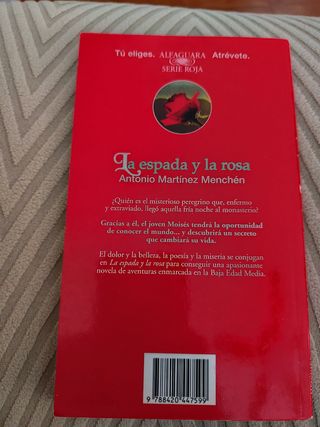 Tú eliges. ALFAGUARA Atrévete.
SERIE ROJA
La espada y la rosa
Antonio Martínez Menchén
¿Quién es el misterioso peregrino que, enfermo
y extraviado, llegó aquella fría noche al monasterio?
Gracias a él, el joven Moisés tendrá la oportunidad
de conocer el mundo... y descubrirá un secreto
que cambiará su vida.
El dolor y la belleza, la poesía y la miseria se conjugan
en La espada y la rosa para conseguir una apasionante
novela de aventuras enmarcada en la Baja Edad Media.
9 788420 447599